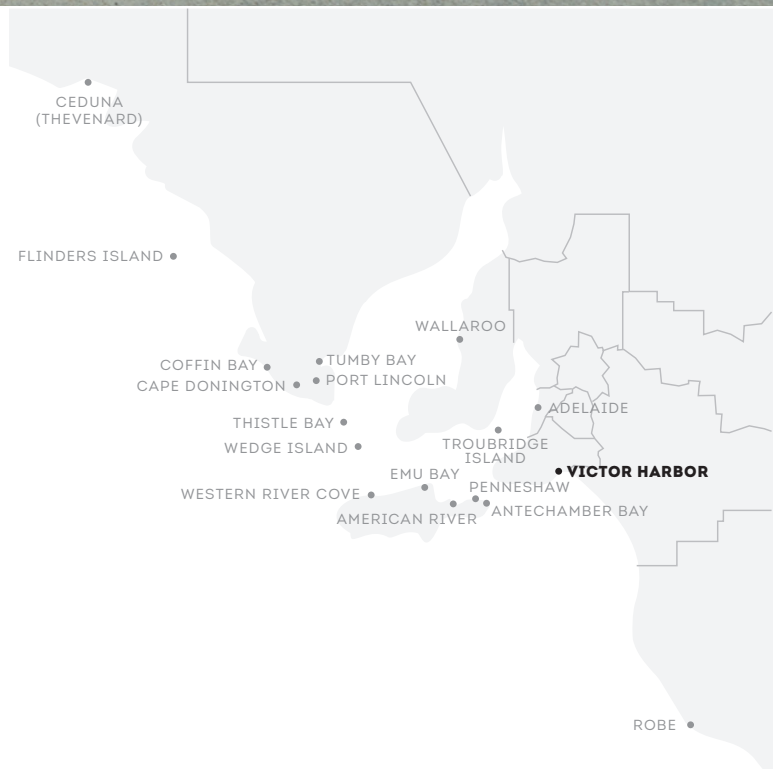 CEDUNA
(THEVENARD)
FLINDERS ISLAND
WALLAROO
TUMBY BAY
COFFIN BAY
PORT LINCOLN
CAPE DONINGTON
ADELAIDE
THISTLE BAY
TROUBRIDGE
ISLAND
WEDGE ISLAND
VICTOR HARBOR
EMU BAY
PENNESHAW
WESTERN RIVER COVE
ANTECHAMBER BAY
AMERICAN RIVER
ROBE